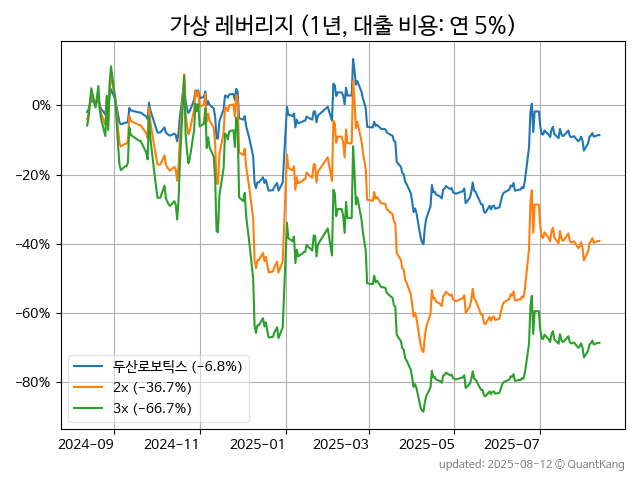 가상 레버리지 (1년, 대출 비용: 연 5%)
0%
−20%
−40%
−60%
−80%
두산로보틱스 (−6.8%)
2x (−36.7%)
3x (−66.7%)
2024−09
2024−11
2025−01
2025−03
2025−05
2025−07
updated: 2025−08−12 © QuantKang